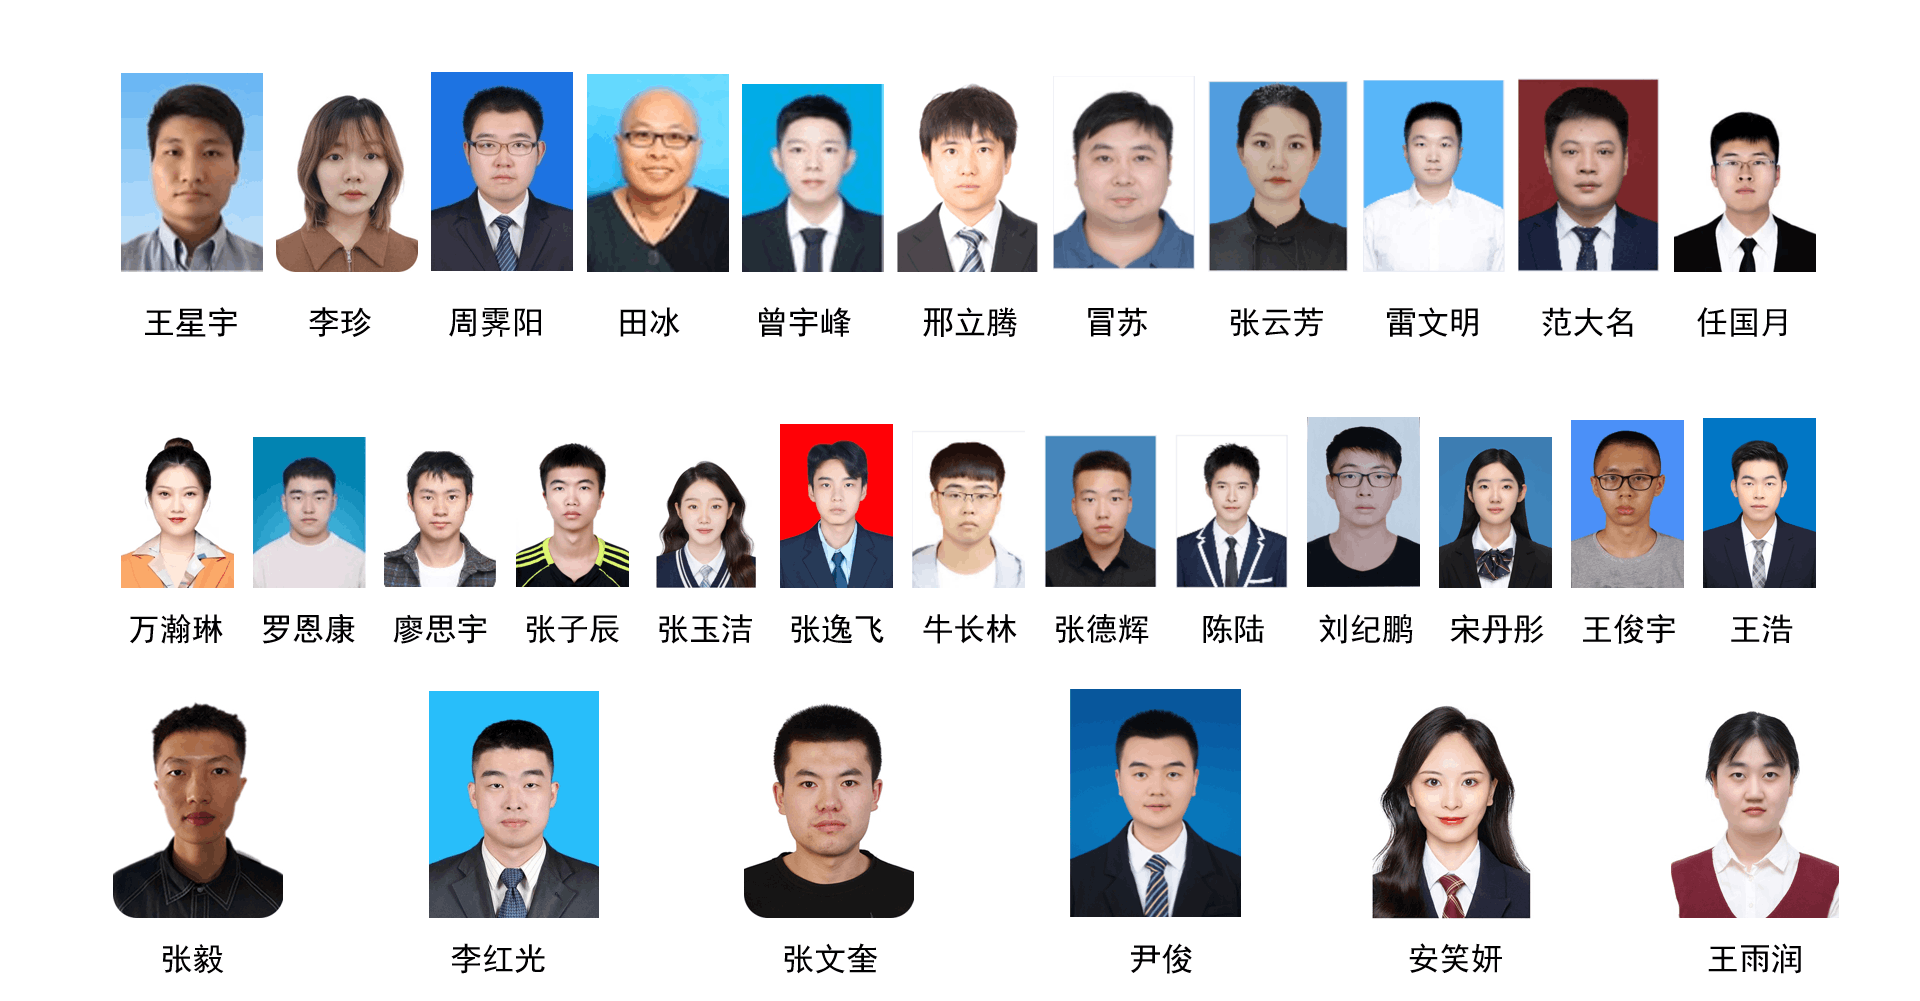 王星宇 李珍 周霁阳 田冰 曾宇峰 邢立腾 冒苏 张云芳 雷文明 范大名 任国月
万瀚琳 罗恩康 廖思宇 张子辰 张玉洁 张逸飞 牛长林 张德辉 陈陆 刘纪鹏 宋丹彤 王俊宇 王浩
张毅 李红光 张文奎 尹俊 安笑妍 王雨润